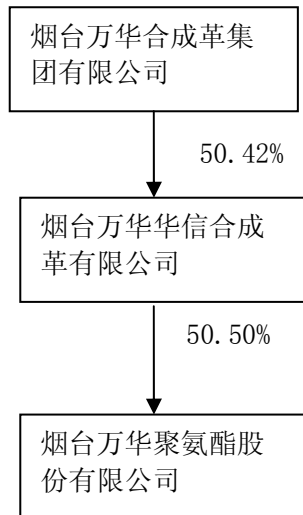 烟台万华合成革集
团有限公司
50.42%
烟台万华华信合成
革有限公司
50.50%
烟台万华聚氨酯股
份有限公司